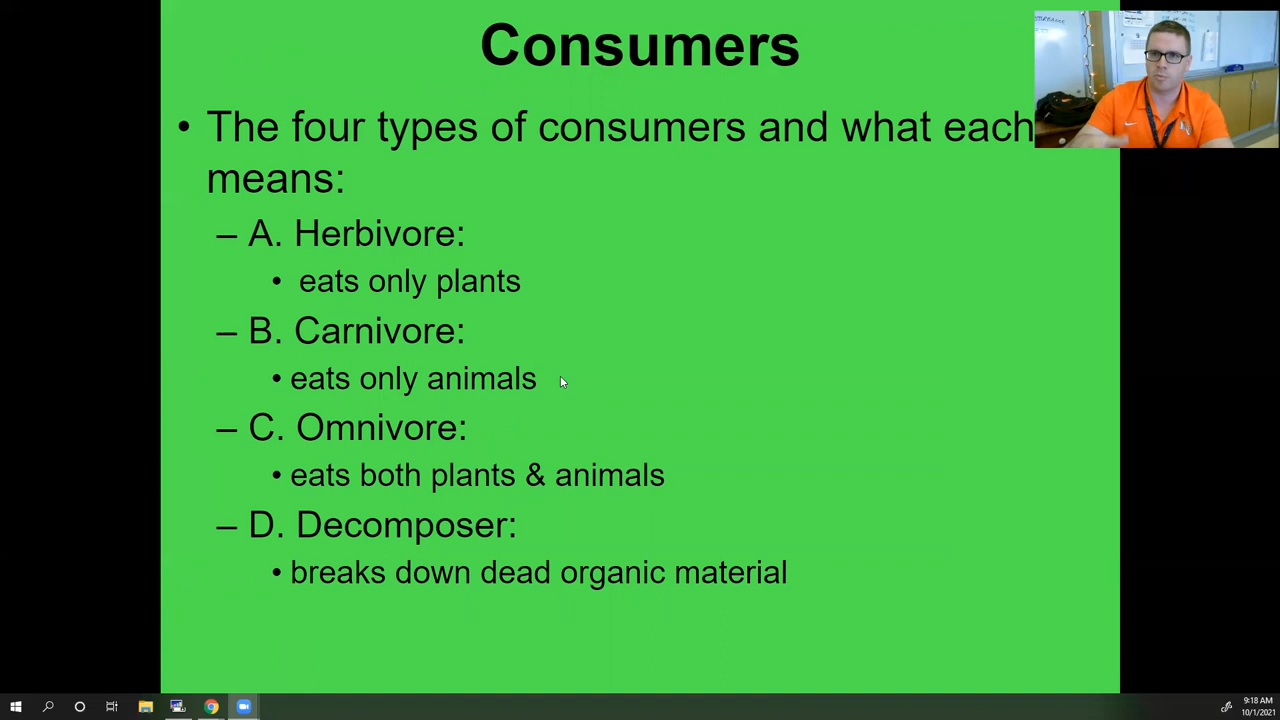 Consumers
• The four types of consumers and what each
means:
– A. Herbivore:
• eats only plants
– B. Carnivore:
• eats only animals
– C. Omnivore:
• eats both plants & animals
– D. Decomposer:
• breaks down dead organic material
9:18 AM
10/1/2021